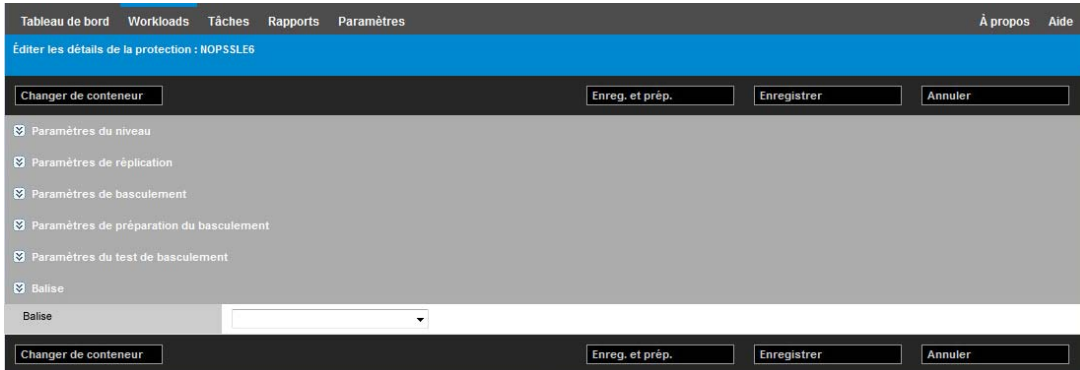 Tableau de bord Workloads Tâches Rapports Paramètres À propos Aide
Éditer les détails de la protection : NOPSSLE6
Changer de conteneur Enreg. et prép. Enregistrer Annuler
Paramètres du niveau
Paramètres de réplication
Paramètres de basculement
Paramètres de préparation du basculement
Paramètres du test de basculement
Balise
Balise
Changer de conteneur Enreg. et prép. Enregistrer Annuler